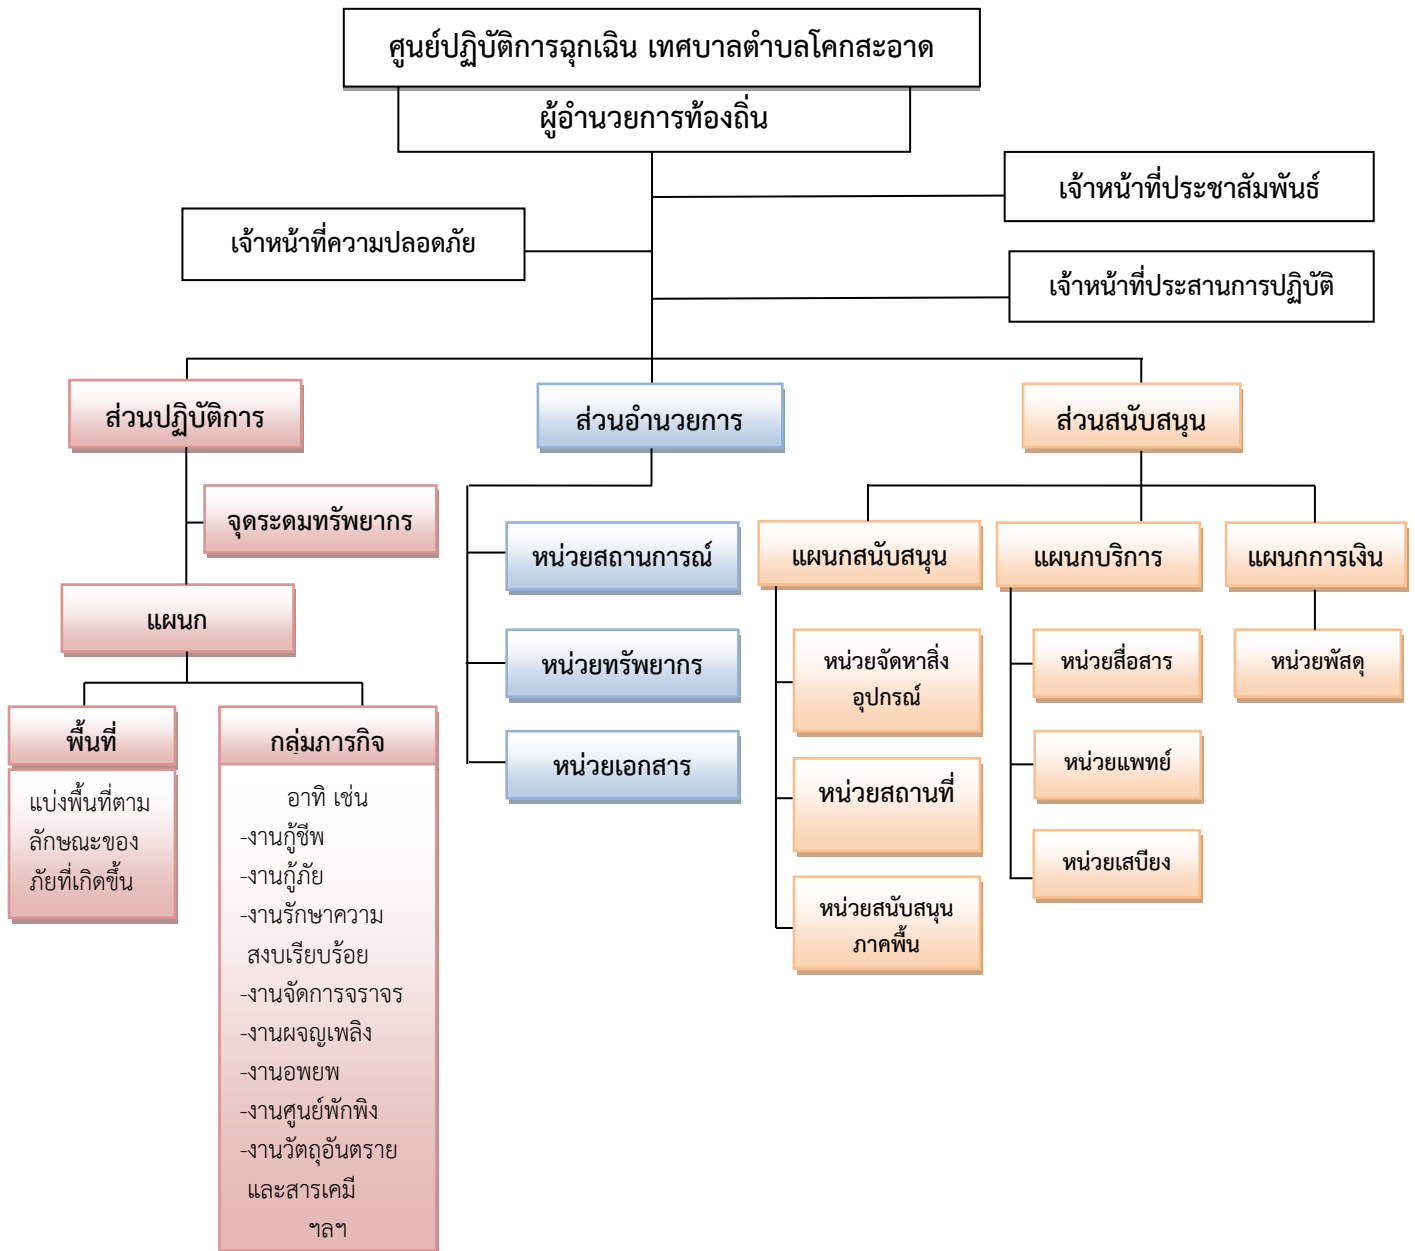 ศูนย์ปฏิบัติการฉุกเฉิน เทศบาลตำบลโคกสะอาด
ผู้อำนวยการท้องถิ่น
เจ้าหน้าที่ประชาสัมพันธ์
เจ้าหน้าที่ความปลอดภัย
เจ้าหน้าที่ประสานการปฏิบัติ
ส่วนปฏิบัติการ
จุดระดมทรัพยากร
แผนก
พื้นที่
แบ่งพื้นที่ตาม
ลักษณะของ
ภัยที่เกิดขึ้น
กลุ่มภารกิจ
อาทิ เช่น
-งานกู้ชีพ
-งานกู้ภัย
-งานรักษาความ
สงบเรียบร้อย
-งานจัดการจราจร
-งานผจญเพลิง
-งานอพยพ
-งานศูนย์พักพิง
-งานวัตถุอันตราย
และสารเคมี
ฯลฯ
ส่วนอำนวยการ
หน่วยสถานการณ์
หน่วยทรัพยากร
หน่วยเอกสาร
ส่วนสนับสนุน
แผนกสนับสนุน
หน่วยจัดหาสิ่ง
อุปกรณ์
หน่วยสถานที่
หน่วยสนับสนุน
ภาคพื้น
แผนกบริการ
หน่วยสื่อสาร
หน่วยแพทย์
หน่วยเสบียง
แผนกการเงิน
หน่วยพัสดุ